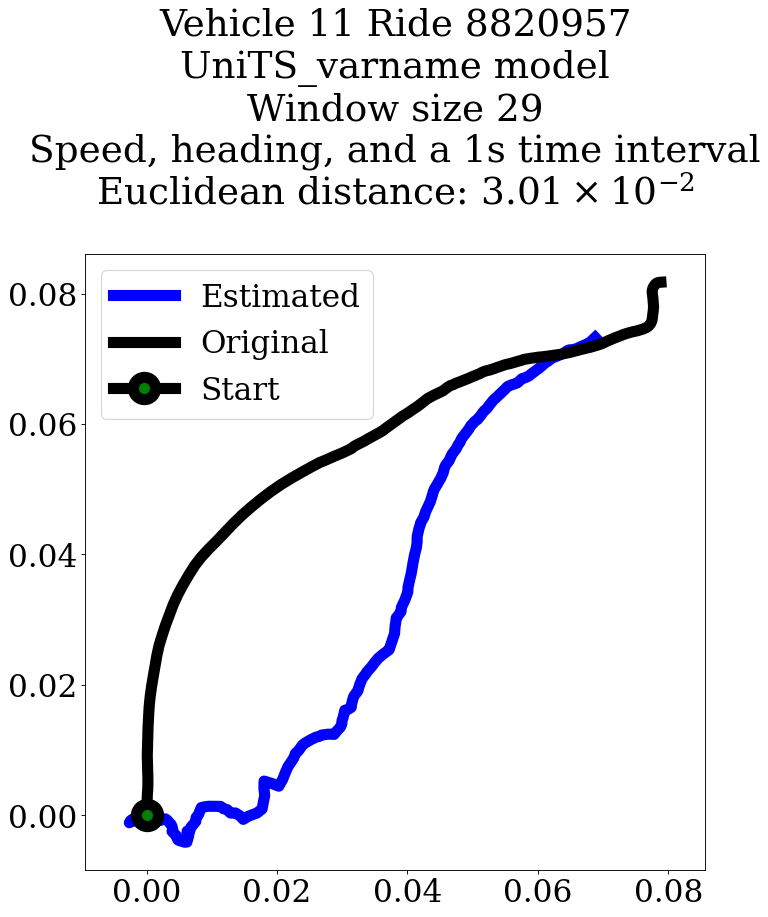 Vehicle 11 Ride 8820957
UniTS_varname model
Window size 29
Speed, heading, and a 1s time interval
Euclidean distance: 3.01 × 10⁻²
Estimated
Original
Start
0.08
0.06
0.04
0.02
0.00
0.00 0.02 0.04 0.06 0.08